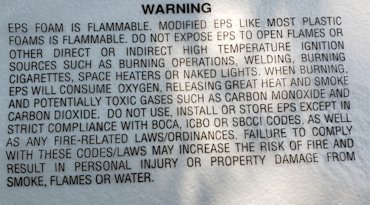 WARNING
EPS FOAM IS FLAMMABLE. MODIFIED EPS LIKE MOST PLASTIC
FOAMS IS FLAMMABLE. DO NOT EXPOSE EPS TO OPEN FLAMES OR
OTHER DIRECT OR INDIRECT HIGH TEMPERATURE IGNITION
SOURCES SUCH AS BURNING OPERATIONS, WELDING, BURNING
CIGARETTES, SPACE HEATERS OR NAKED LIGHTS. WHEN BURNING,
EPS WILL CONSUME OXYGEN, RELEASING GREAT HEAT AND SMOKE
AND POTENTIALLY TOXIC GASES SUCH AS CARBON MONOXIDE AND
CARBON DIOXIDE. DO NOT USE, INSTALL OR STORE EPS EXCEPT IN
STRICT COMPLIANCE WITH BOCA, ICBO OR SBCCI CODES, AS WELL
AS ANY FIRE-RELATED LAWS/ORDINANCES. FAILURE TO COMPLY
WITH THESE CODES/LAWS MAY INCREASE THE RISK OF FIRE AND
RESULT IN PERSONAL INJURY OR PROPERTY DAMAGE FROM
SMOKE, FLAMES OR WATER.